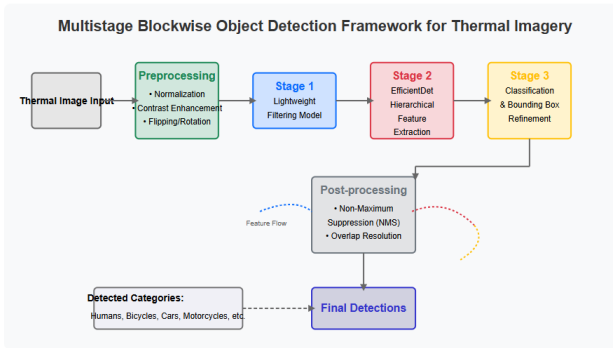 Multistage Blockwise Object Detection Framework for Thermal Imagery
Thermal Image Input
Preprocessing
• Normalization
• Contrast Enhancement
• Flipping/Rotation
Stage 1
Lightweight
Filtering Model
Stage 2
EfficientDet
Hierarchical
Feature
Extraction
Stage 3
Classification
& Bounding Box
Refinement
Post-processing
• Non-Maximum
Suppression (NMS)
• Overlap Resolution
Feature Flow
Detected Categories:
Humans, Bicycles, Cars, Motorcycles, etc.
Final Detections